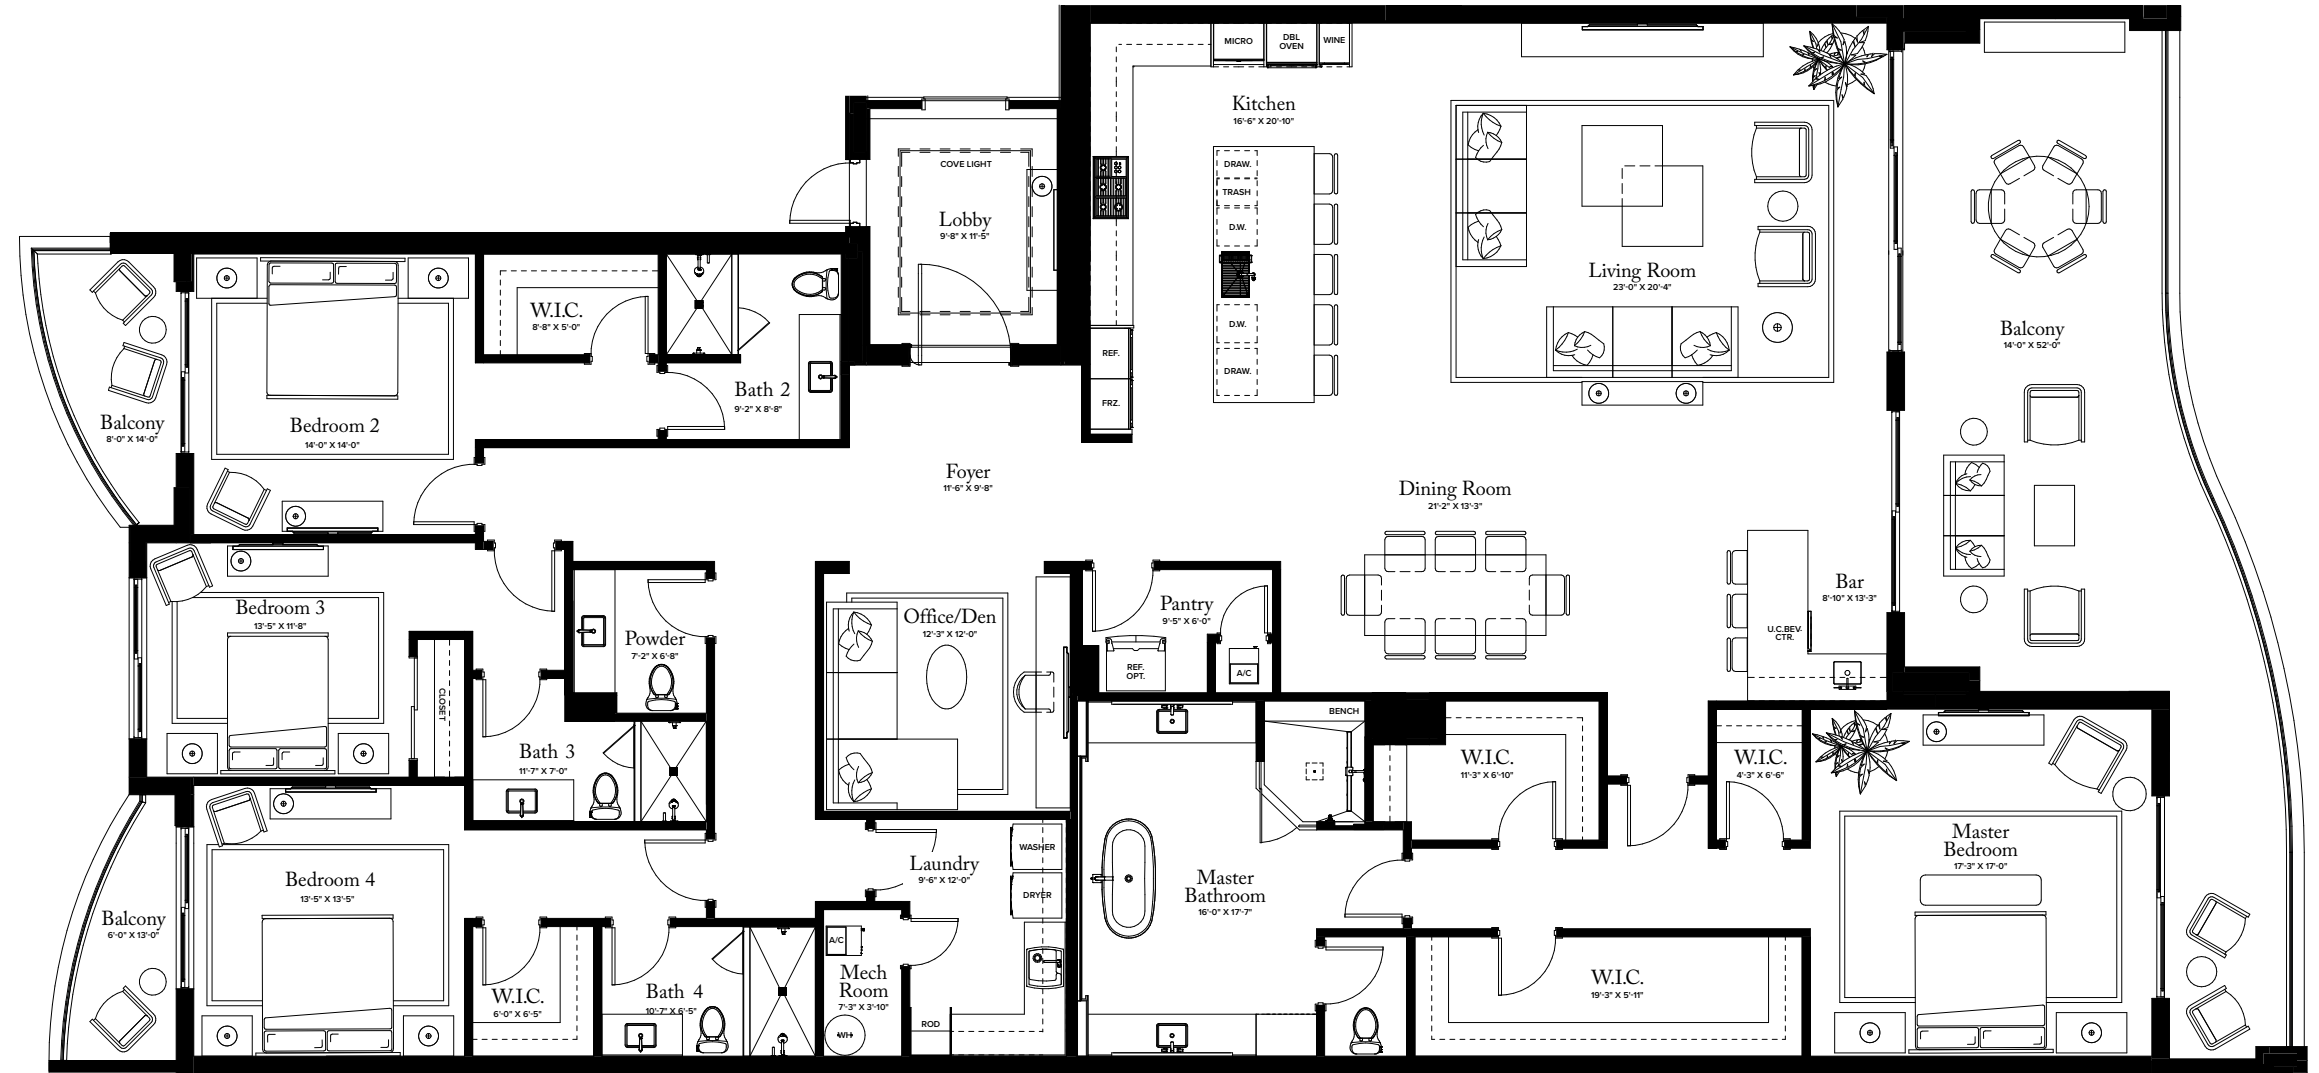 MICRO
DBL
OVEN
WINE
Kitchen
16'-6" X 20'-10"
COVE LIGHT
Lobby
9'-8" X 11'-5"
DRAW.
TRASH
D.W.
D.W.
DRAW.
REF.
FRZ.
Living Room
23'-0" X 20'-4"
Balcony
14'-0" X 52'-0"
W.I.C.
8'-8" X 5'-0"
Bath 2
9'-2" X 8'-8"
Balcony
8'-0" X 14'-0"
Bedroom 2
14'-0" X 14'-0"
Foyer
11'-6" X 9'-8"
Dining Room
21'-2" X 13'-3"
Bar
8'-10" X 13'-3"
U.C.BEV-
CTR.
Bedroom 3
13'-5" X 11'-8"
CLOSET
Powder
7'-2" X 6'-8"
Office/Den
12'-3" X 12'-0"
Pantry
9'-5" X 6'-0"
REF.
OPT.
A/C
BENCH
Bath 3
11'-7" X 7'-0"
W.I.C.
11'-3" X 6'-10"
W.I.C.
4'-3" X 6'-6"
Master
Bedroom
17'-3" X 17'-0"
Bedroom 4
13'-5" X 13'-5"
Laundry
9'-6" X 12'-0"
WASHER
DRYER
Master
Bathroom
16'-0" X 17'-7"
Balcony
6'-0" X 13'-0"
A/C
Mech
Room
7'-3" X 3'-10"
WH
ROD
W.I.C.
6'-0" X 6'-5"
Bath 4
10'-7" X 6'-5"
W.I.C.
19'-3" X 5'-11"